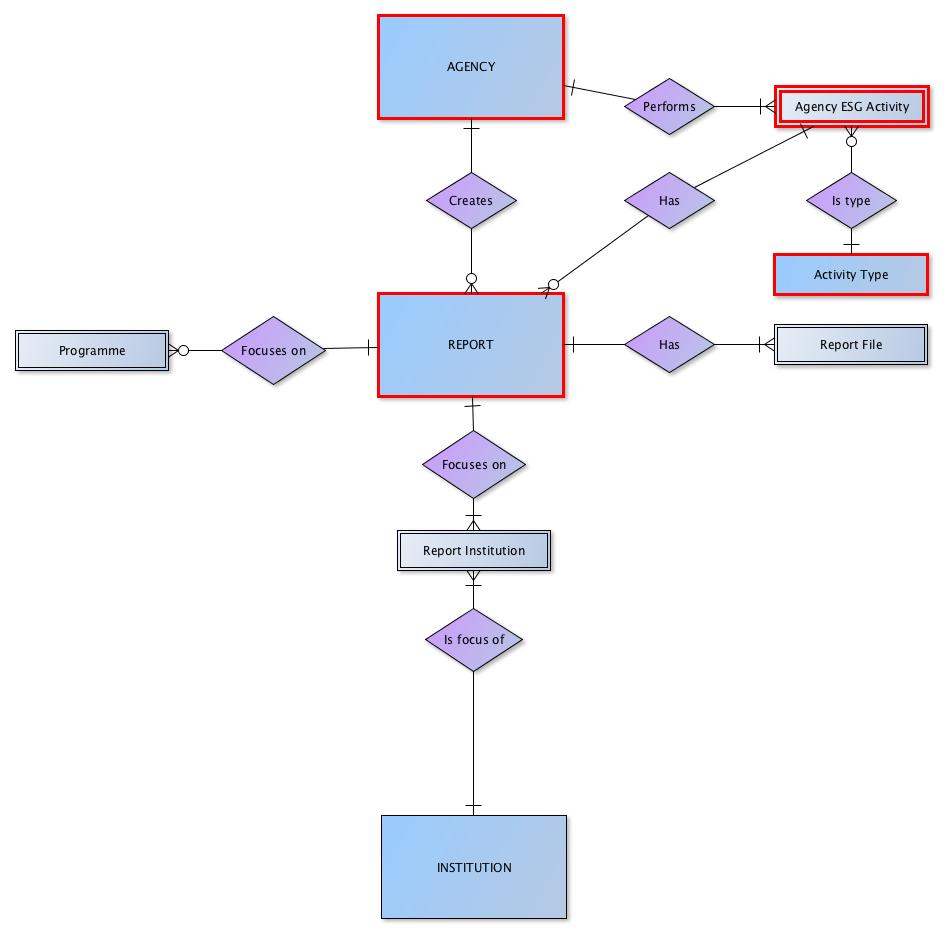 AGENCY
Performs
Agency ESG Activity
Creates
Has
Is type
Activity Type
Programme
Focuses on
REPORT
Has
Report File
Focuses on
Report Institution
Is focus of
INSTITUTION